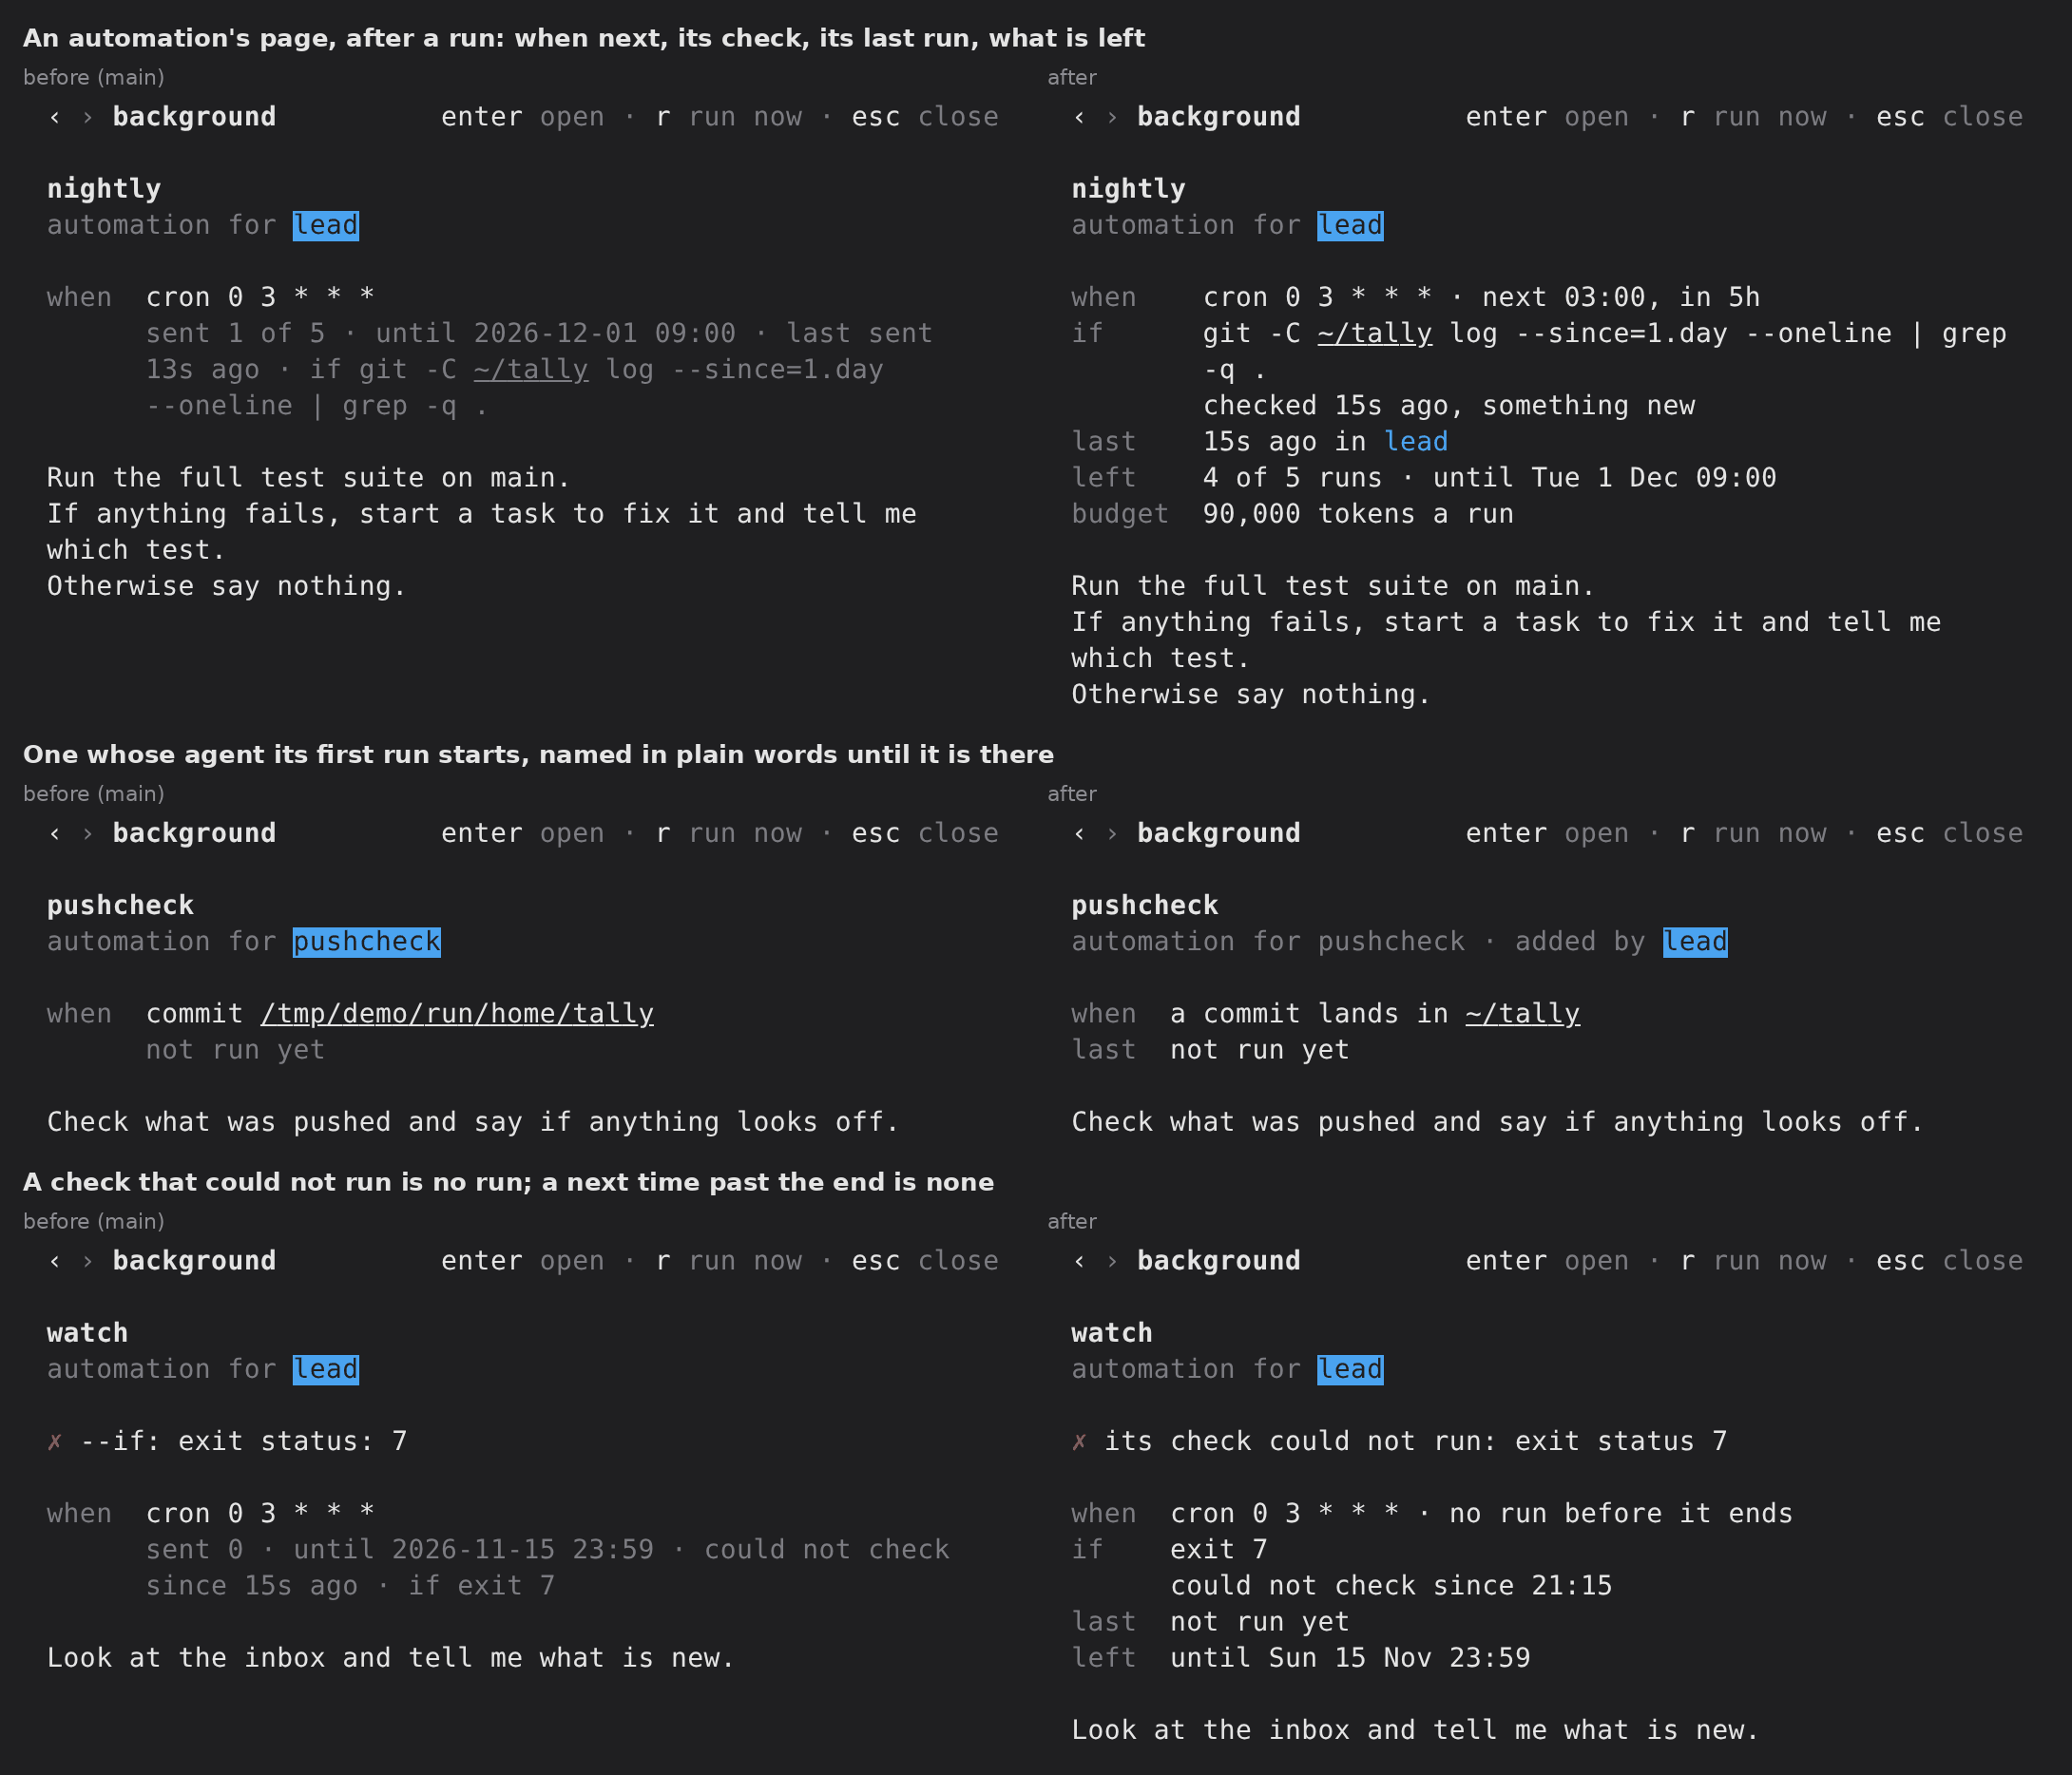 An automation's page, after a run: when next, its check, its last run, what is left
before (main)
‹ › background enter open · r run now · esc close
nightly
automation for lead
when cron 0 3 * * *
sent 1 of 5 · until 2026-12-01 09:00 · last sent
13s ago · if git -C ~/tally log --since=1.day
--oneline | grep -q .
Run the full test suite on main.
If anything fails, start a task to fix it and tell me
which test.
Otherwise say nothing.
after
‹ › background enter open · r run now · esc close
nightly
automation for lead
when cron 0 3 * * * · next 03:00, in 5h
if git -C ~/tally log --since=1.day --oneline | grep
-q .
checked 15s ago, something new
last 15s ago in lead
left 4 of 5 runs · until Tue 1 Dec 09:00
budget 90,000 tokens a run
Run the full test suite on main.
If anything fails, start a task to fix it and tell me
which test.
Otherwise say nothing.
One whose agent its first run starts, named in plain words until it is there
before (main)
‹ › background enter open · r run now · esc close
pushcheck
automation for pushcheck
when commit /tmp/demo/run/home/tally
not run yet
Check what was pushed and say if anything looks off.
after
‹ › background enter open · r run now · esc close
pushcheck
automation for pushcheck · added by lead
when a commit lands in ~/tally
last not run yet
Check what was pushed and say if anything looks off.
A check that could not run is no run; a next time past the end is none
before (main)
‹ › background enter open · r run now · esc close
watch
automation for lead
✗ --if: exit status: 7
when cron 0 3 * * *
sent 0 · until 2026-11-15 23:59 · could not check
since 15s ago · if exit 7
Look at the inbox and tell me what is new.
after
‹ › background enter open · r run now · esc close
watch
automation for lead
✗ its check could not run: exit status 7
when cron 0 3 * * * · no run before it ends
if exit 7
could not check since 21:15
last not run yet
left until Sun 15 Nov 23:59
Look at the inbox and tell me what is new.